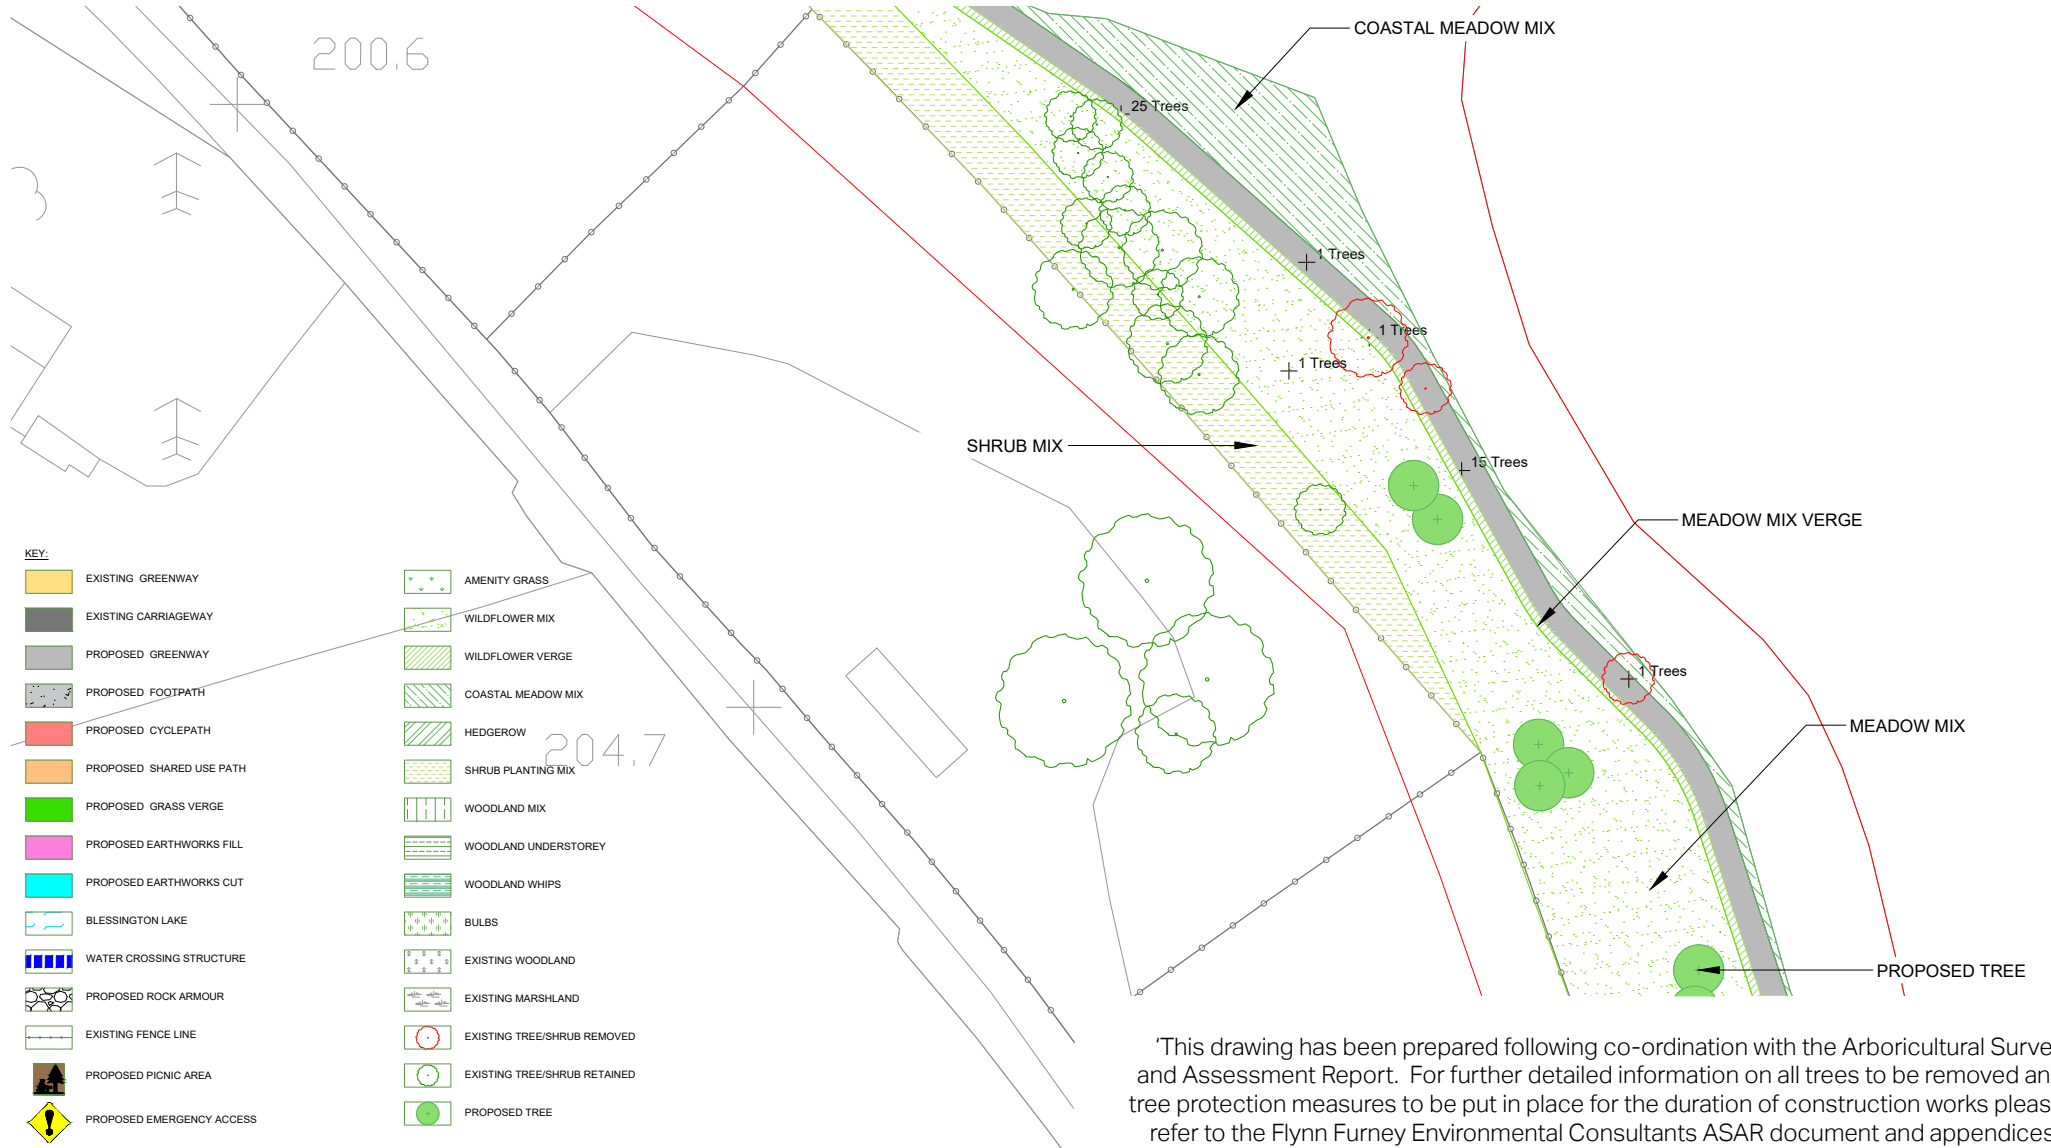 200.6
COASTAL MEADOW MIX
25 Trees
1 Trees
1 Trees
1 Trees
SHRUB MIX
15 Trees
MEADOW MIX VERGE
1 Trees
MEADOW MIX
204.7
PROPOSED TREE
KEY:
EXISTING GREENWAY
EXISTING CARRIAGEWAY
PROPOSED GREENWAY
PROPOSED FOOTPATH
PROPOSED CYCLEPATH
PROPOSED SHARED USE PATH
PROPOSED GRASS VERGE
PROPOSED EARTHWORKS FILL
PROPOSED EARTHWORKS CUT
BLESSINGTON LAKE
WATER CROSSING STRUCTURE
PROPOSED ROCK ARMOUR
EXISTING FENCE LINE
PROPOSED PICNIC AREA
PROPOSED EMERGENCY ACCESS
AMENITY GRASS
WILDFLOWER MIX
WILDFLOWER VERGE
COASTAL MEADOW MIX
HEDGEROW
SHRUB PLANTING MIX
WOODLAND MIX
WOODLAND UNDERSTOREY
WOODLAND WHIPS
BULBS
EXISTING WOODLAND
EXISTING MARSHLAND
EXISTING TREE/SHRUB REMOVED
EXISTING TREE/SHRUB RETAINED
PROPOSED TREE
'This drawing has been prepared following co-ordination with the Arboricultural Surve
and Assessment Report. For further detailed information on all trees to be removed an
tree protection measures to be put in place for the duration of construction works pleas
refer to the Flynn Furney Environmental Consultants ASAR document and appendices